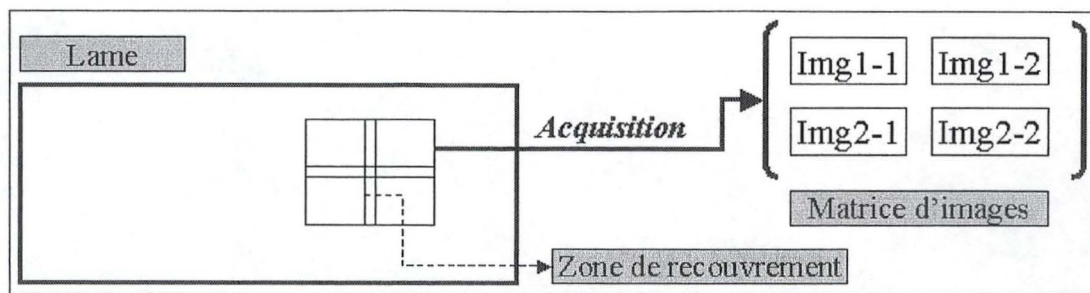 Lame
Img1-1 Img1-2
Acquisition
Img2-1 Img2-2
Matrice d'images
Zone de recouvrement